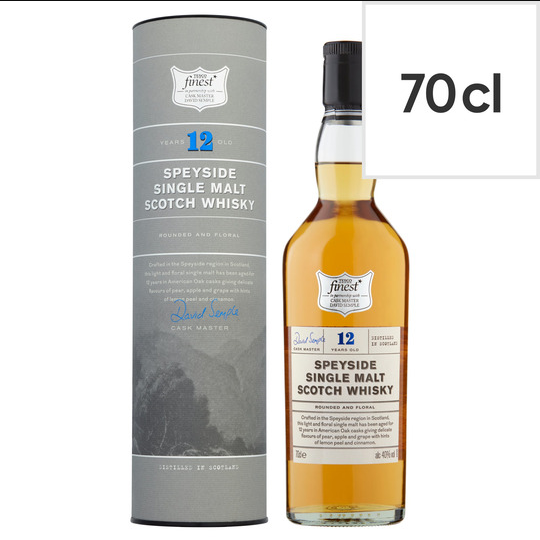 TESCO
finest*
in partnership with
CASK MASTER
DAVID SEMPLE
YEARS 12 OLD
SPEYSIDE
SINGLE MALT
SCOTCH WHISKY
ROUNDED AND FLORAL
Crafted in the Speyside region in Scotland,
this light and floral single malt has been aged for
12 years in American Oak casks giving delicate
flavours of pear, apple and grape with hints
of lemon peel and cinnamon.
David Semple
CASK MASTER
DISTILLED IN SCOTLAND
70cl
TESCO
finest*
in partnership with
CASK MASTER
DAVID SEMPLE
David Semple
CASK MASTER
12
YEARS OLD
DISTILLED
IN SCOTLAND
SPEYSIDE
SINGLE MALT
SCOTCH WHISKY
ROUNDED AND FLORAL
Crafted in the Speyside region in Scotland,
this light and floral single malt has been aged for
12 years in American Oak casks giving delicate
flavours of pear, apple and grape with hints
of lemon peel and cinnamon.
70cl e
alc 40% vol